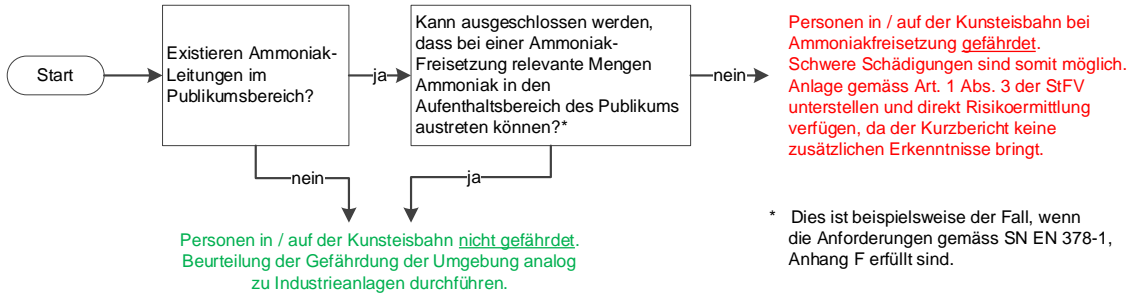 Start
Existieren Ammoniak-
Leitungen im
Publikumsbereich?
ja
Kann ausgeschlossen werden,
dass bei einer Ammoniak-
Freisetzung relevante Mengen
Ammoniak in den
Aufenthaltsbereich des Publikums
austreten können?*
nein
Personen in / auf der Kunsteisbahn bei
Ammoniakfreisetzung gefährdet.
Schwere Schädigungen sind somit möglich.
Anlage gemäss Art. 1 Abs. 3 der StFV
unterstellen und direkt Risikoermittlung
verfügen, da der Kurzbericht keine
zusätzlichen Erkenntnisse bringt.
nein
ja
Personen in / auf der Kunsteisbahn nicht gefährdet.
Beurteilung der Gefährdung der Umgebung analog
zu Industrieanlagen durchführen.
* Dies ist beispielsweise der Fall, wenn
die Anforderungen gemäss SN EN 378-1,
Anhang F erfüllt sind.